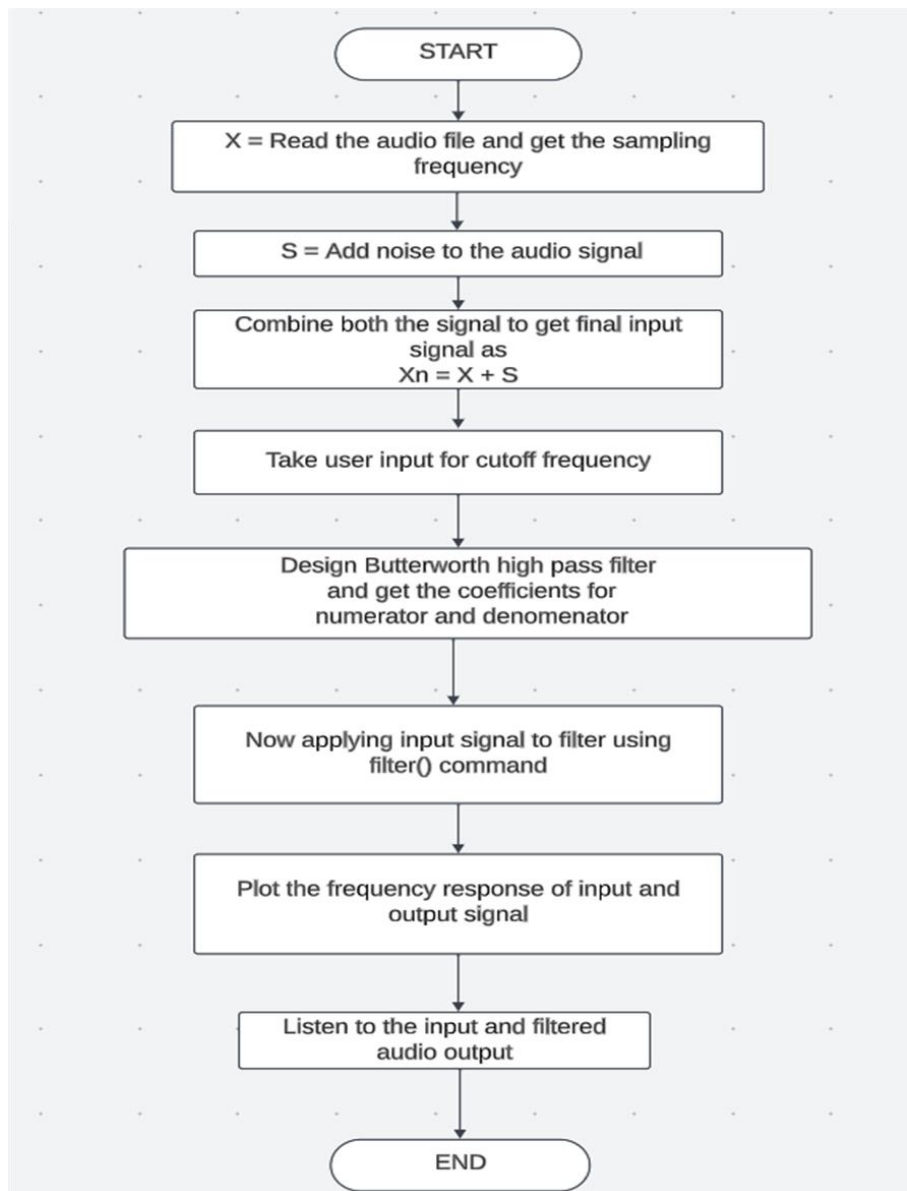 START
X = Read the audio file and get the sampling
frequency
S = Add noise to the audio signal
Combine both the signal to get final input
signal as
Xn = X + S
Take user input for cutoff frequency
Design Butterworth high pass filter
and get the coefficients for
numerator and denomenator
Now applying input signal to filter using
filter() command
Plot the frequency response of input and
output signal
Listen to the input and filtered
audio output
END